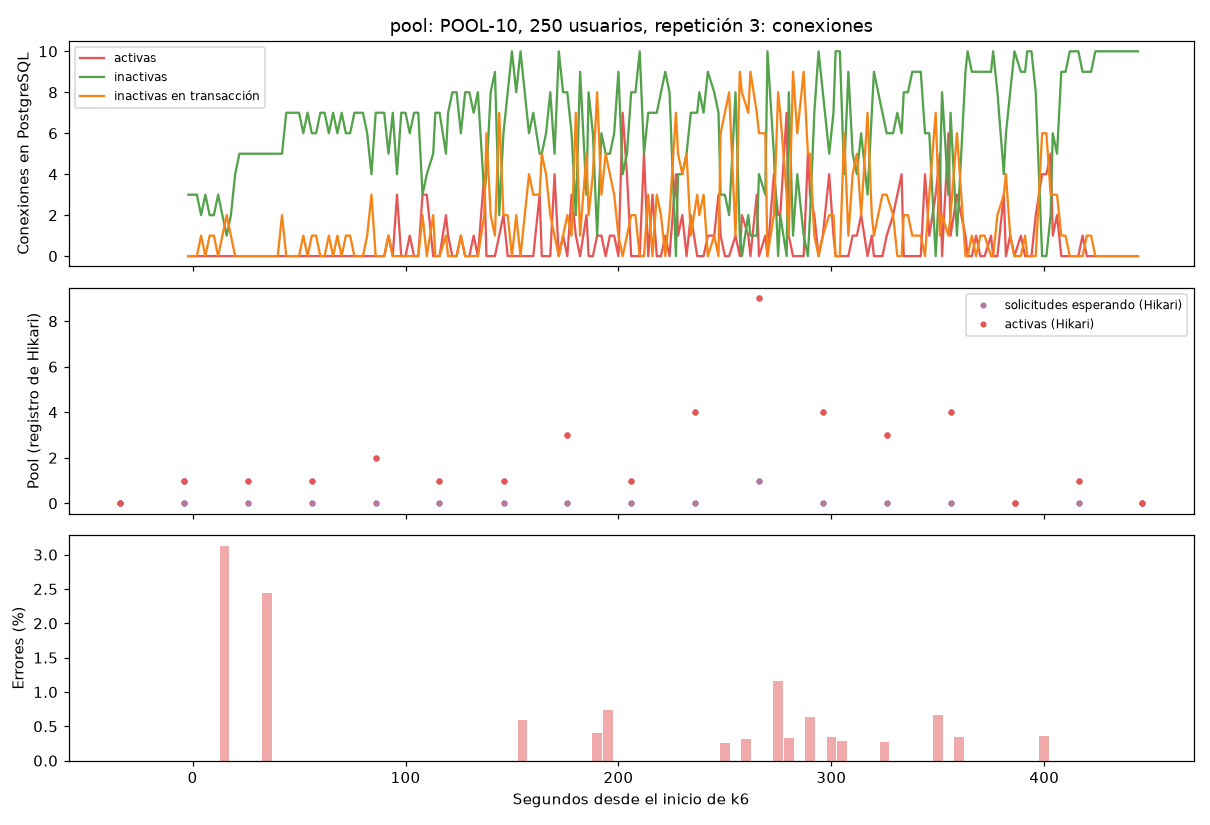 pool: POOL-10, 250 usuarios, repetición 3: conexiones
Conexiones en PostgreSQL
10
8
6
4
2
0
activas
inactivas
inactivas en transacción
Pool (registro de Hikari)
8
6
4
2
0
solicitudes esperando (Hikari)
activas (Hikari)
Errores (%)
3.0
2.5
2.0
1.5
1.0
0.5
0.0
0 100 200 300 400
Segundos desde el inicio de k6